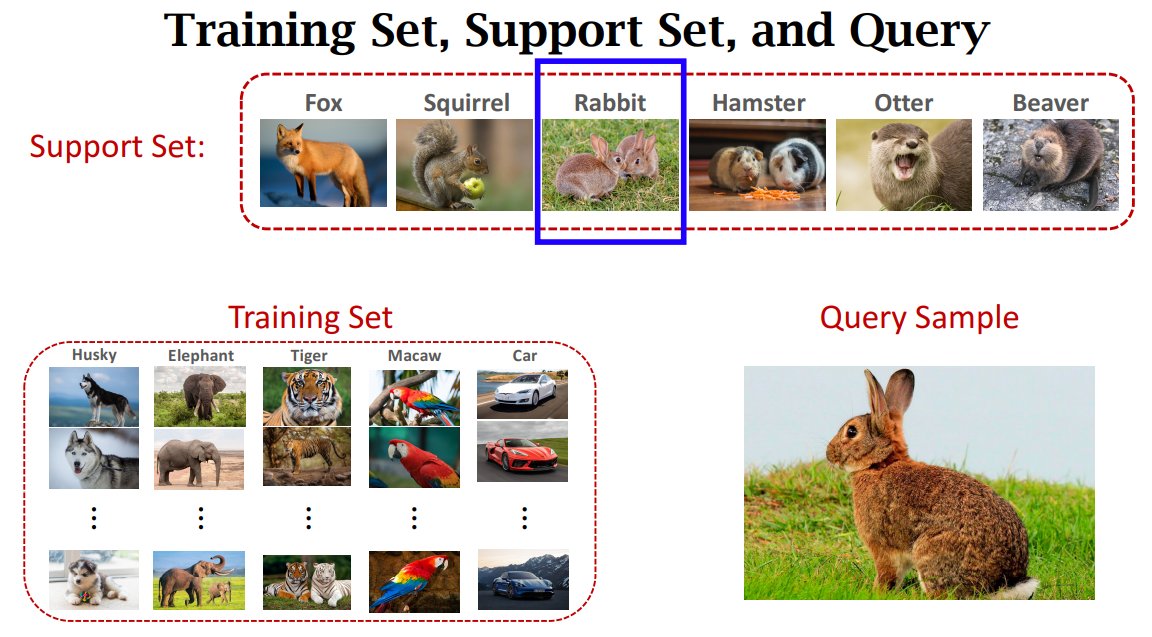 Training Set, Support Set, and Query
Support Set:
Fox Squirrel Rabbit Hamster Otter Beaver
Training Set
Husky Elephant Tiger Macaw Car
Query Sample